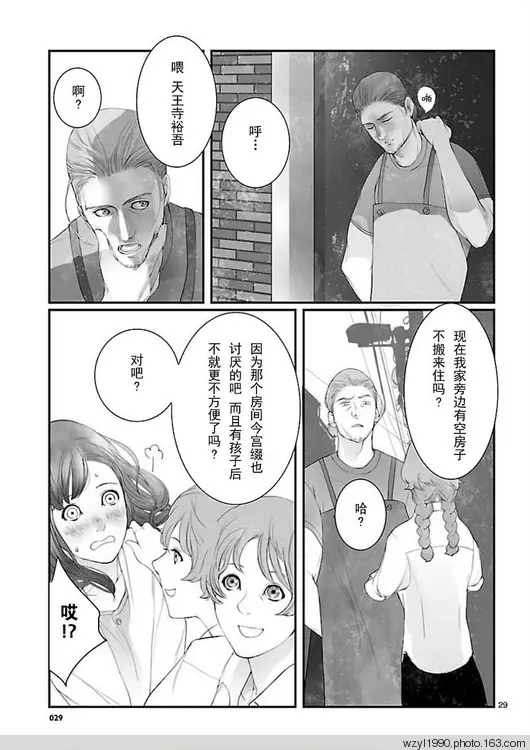 啪
呼…
喂
天王寺裕吾
啊？
现在我家旁边有空房子
不搬来住吗？
哈？
因为那个房间今宫缀也
讨厌的吧 而且有孩子后
不就更不方便了吗？
对吧？
哎!?
29
029
wzyl1990.photo.163.com